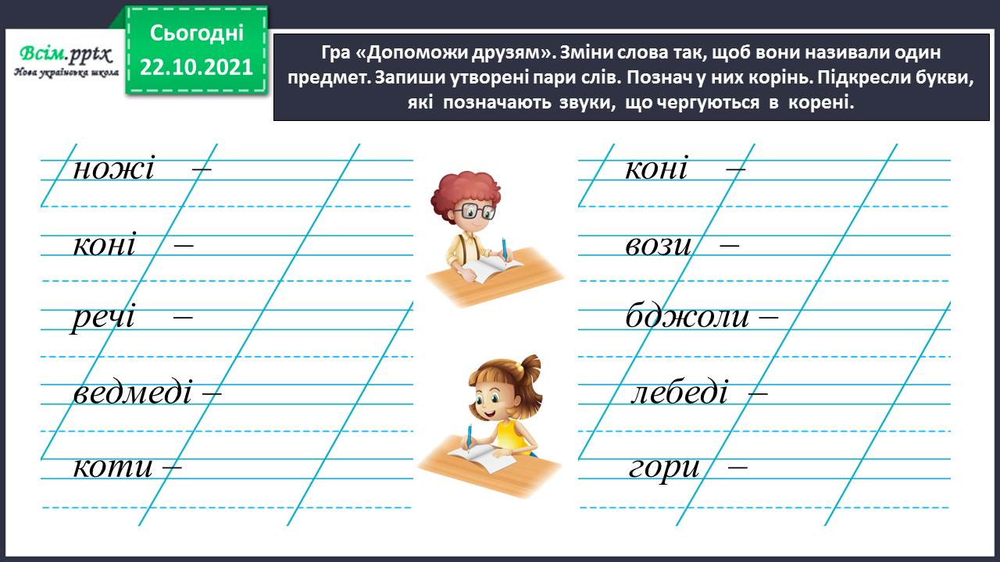 Всім.pptx
Нова українська школа
Сьогодні
22.10.2021
Гра «Допоможи друзям». Зміни слова так, щоб вони називали один
предмет. Запиши утворені пари слів. Познач у них корінь. Підкресли букви,
які позначають звуки, що чергуються в корені.
ножі –
коні –
речі –
ведмеді –
коти –
коні –
вози –
бджоли –
лебеді –
гори –